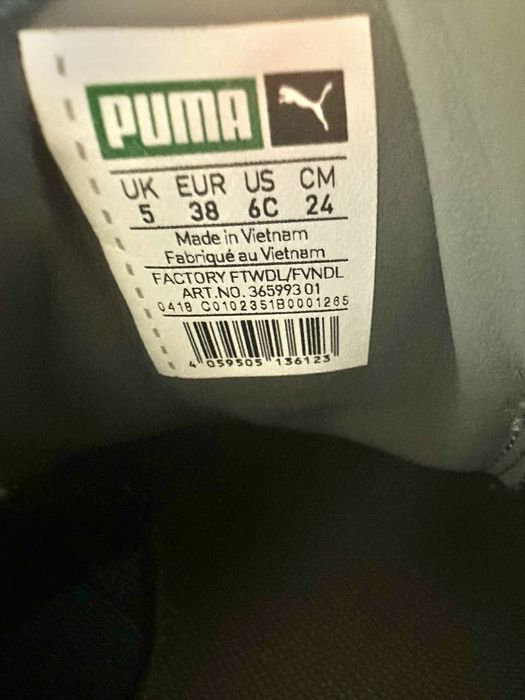 PUMA
UK EUR US CM
5 38 6C 24
Made in Vietnam
Fabriqué au Vietnam
FACTORY FTWDL/FVNDL
ART.NO. 365993 01
0418 C0102351B0001265
4 059505 136123